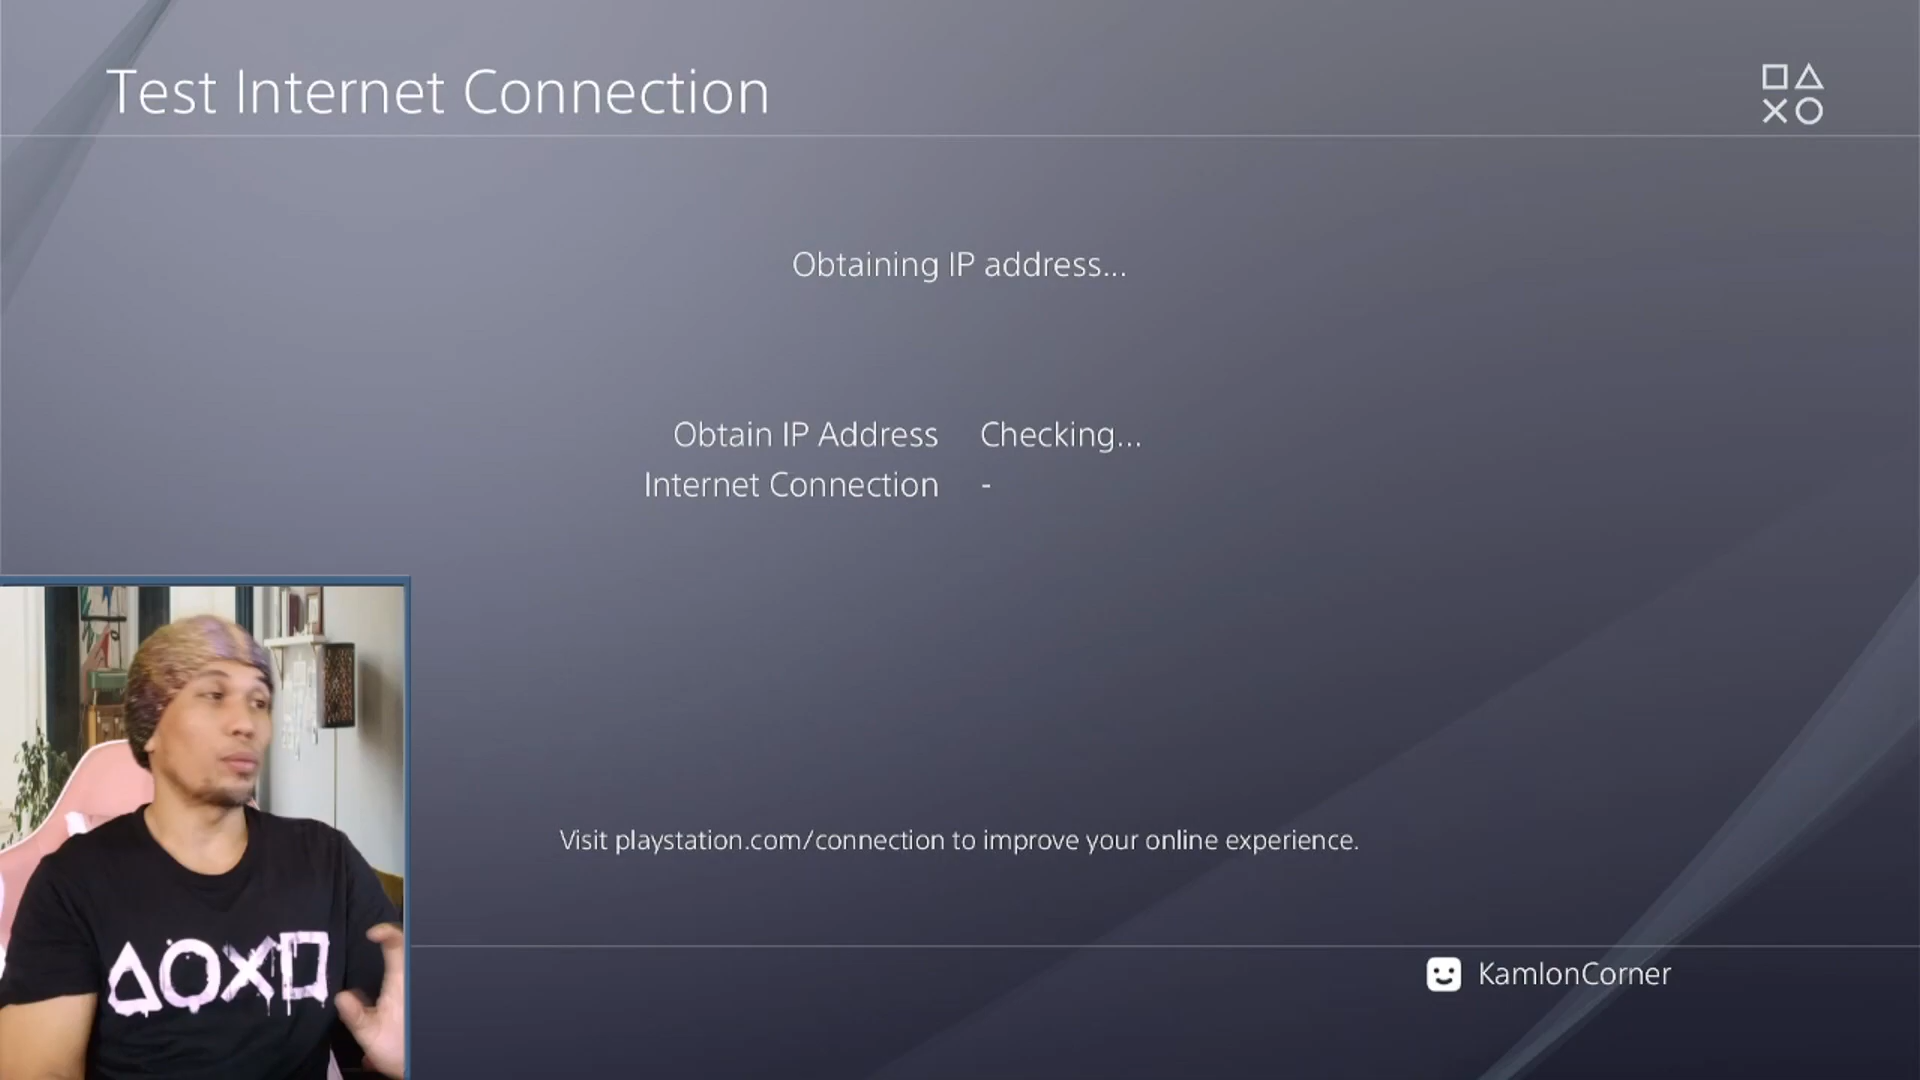 Test Internet Connection
Obtaining IP address...
Obtain IP Address Checking...
Internet Connection -
Visit playstation.com/connection to improve your online experience.
KamlonCorner